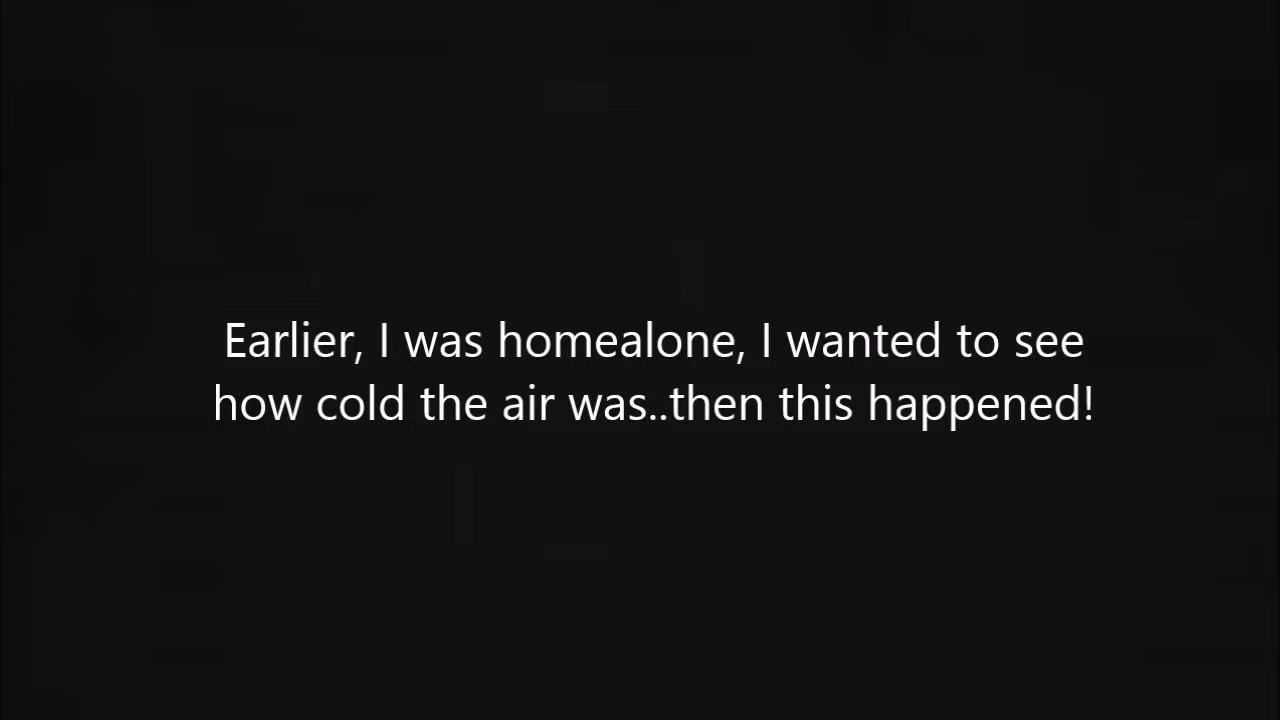 Earlier, I was homealone, I wanted to see
how cold the air was..then this happened!